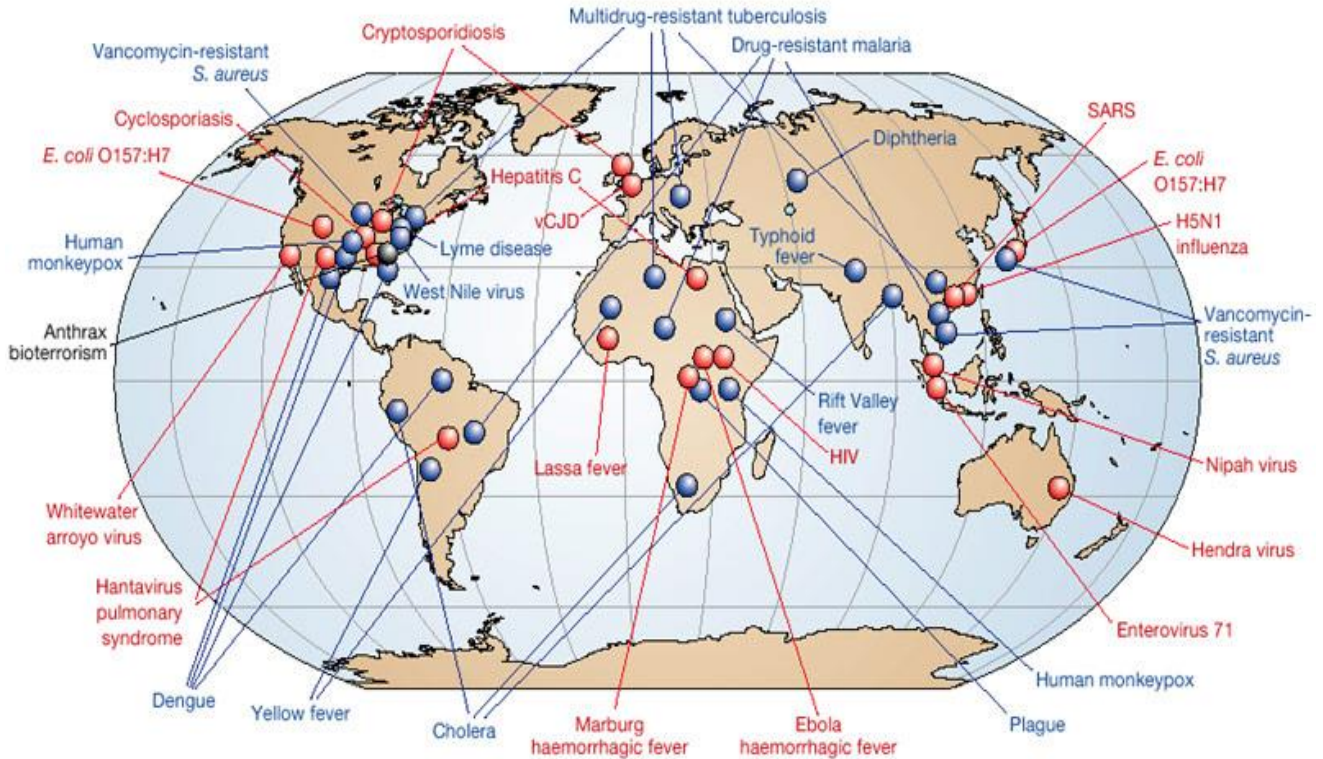 Multidrug-resistant tuberculosis
Cryptosporidiosis
Drug-resistant malaria
Vancomycin-resistant
S. aureus
SARS
Cyclosporiasis
Diphtheria
E. coli O157:H7
E. coli
O157:H7
Hepatitis C
vCJD
H5N1
influenza
Human
monkeypox
Lyme disease
Typhoid
fever
West Nile virus
Anthrax
bioterrorism
Vancomycin-
resistant
S. aureus
Rift Valley
fever
HIV
Lassa fever
Nipah virus
Whitewater
arroyo virus
Hendra virus
Hantavirus
pulmonary
syndrome
Enterovirus 71
Human monkeypox
Dengue
Yellow fever
Cholera
Marburg
haemorrhagic fever
Ebola
haemorrhagic fever
Plague